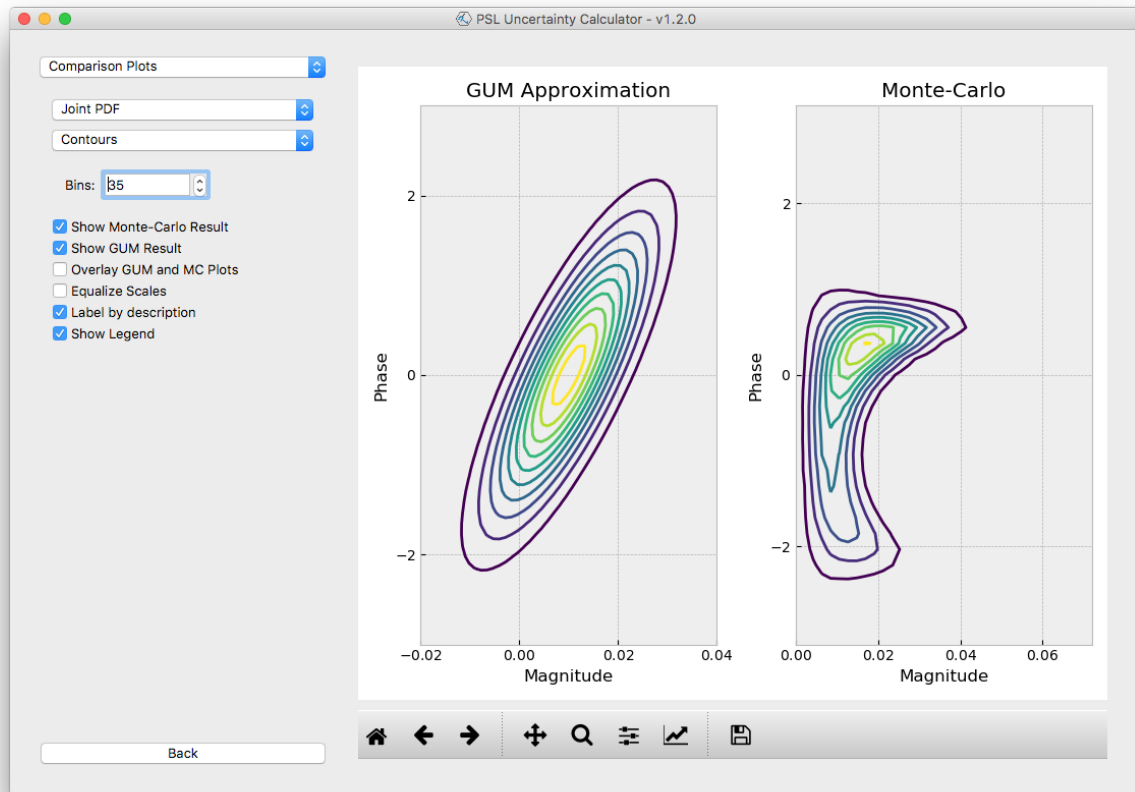 PSL Uncertainty Calculator - v1.2.0
Comparison Plots
Joint PDF
Contours
Bins: 35
Show Monte-Carlo Result
Show GUM Result
Overlay GUM and MC Plots
Equalize Scales
Label by description
Show Legend
Back
GUM Approximation
2
0
−2
Phase
−0.02 0.00 0.02 0.04
Magnitude
Monte-Carlo
2
0
−2
Phase
0.00 0.02 0.04 0.06
Magnitude